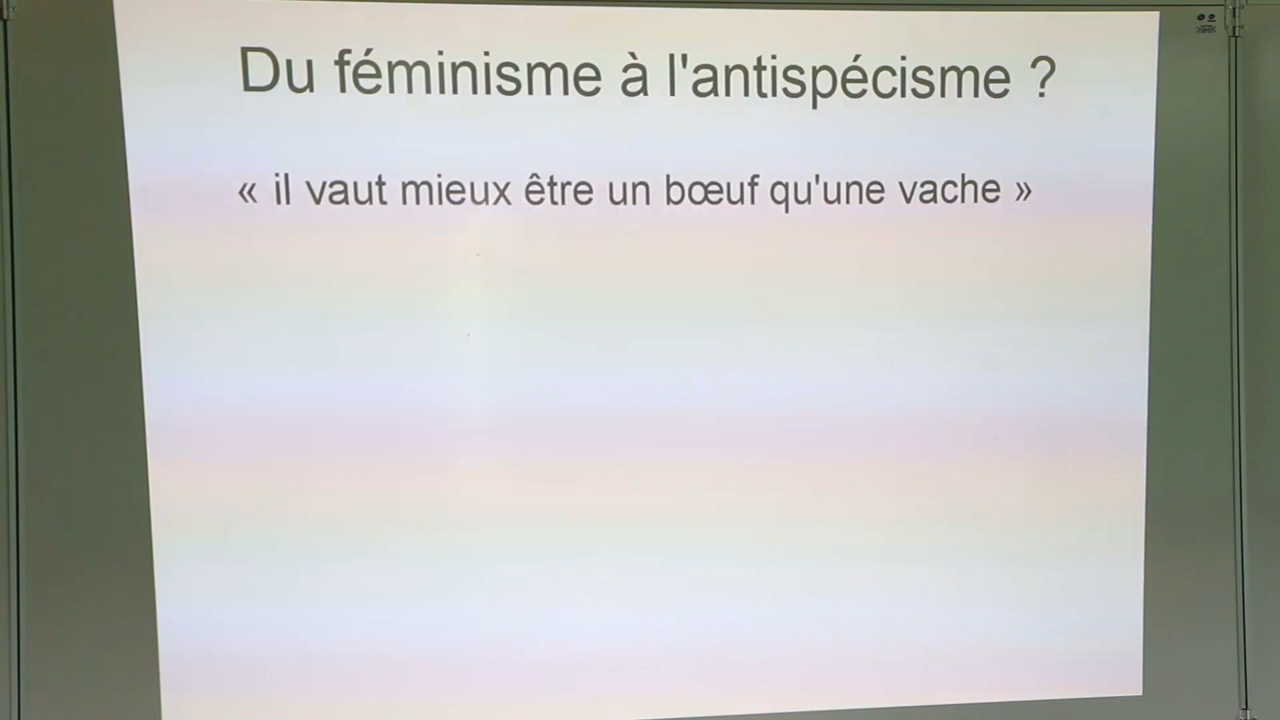 Du féminisme à l'antispécisme ?
« il vaut mieux être un bœuf qu'une vache »